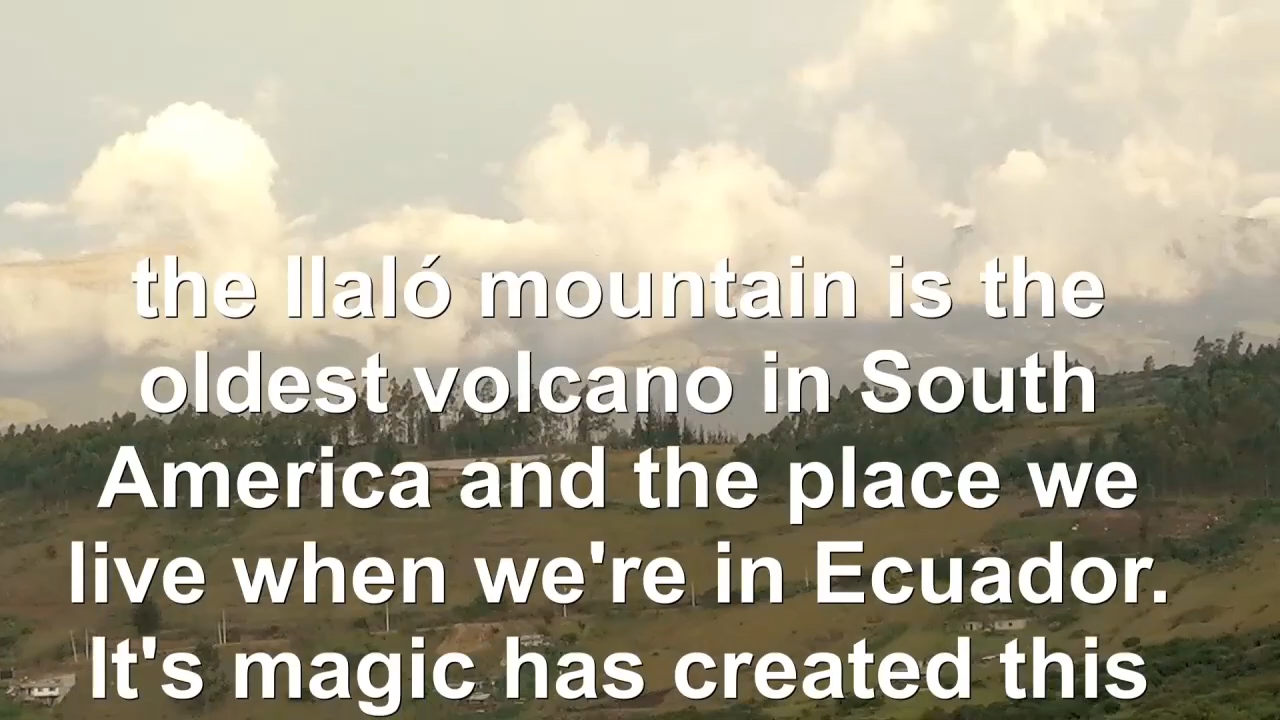 the Ilaló mountain is the
oldest volcano in South
America and the place we
live when we're in Ecuador.
It's magic has created this